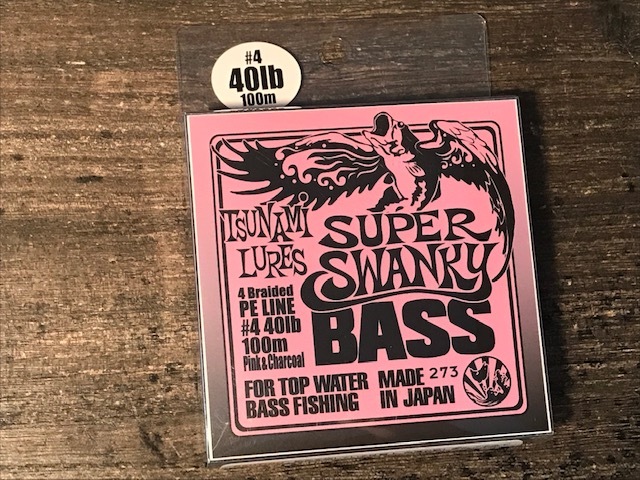 #4
40lb
100m
TSUNAMI
LURES
SUPER
SWANKY
BASS
4 Braided
PE LINE
#4 40lb
100m
Pink&Charcoal
FOR TOP WATER
BASS FISHING
MADE 273
IN JAPAN